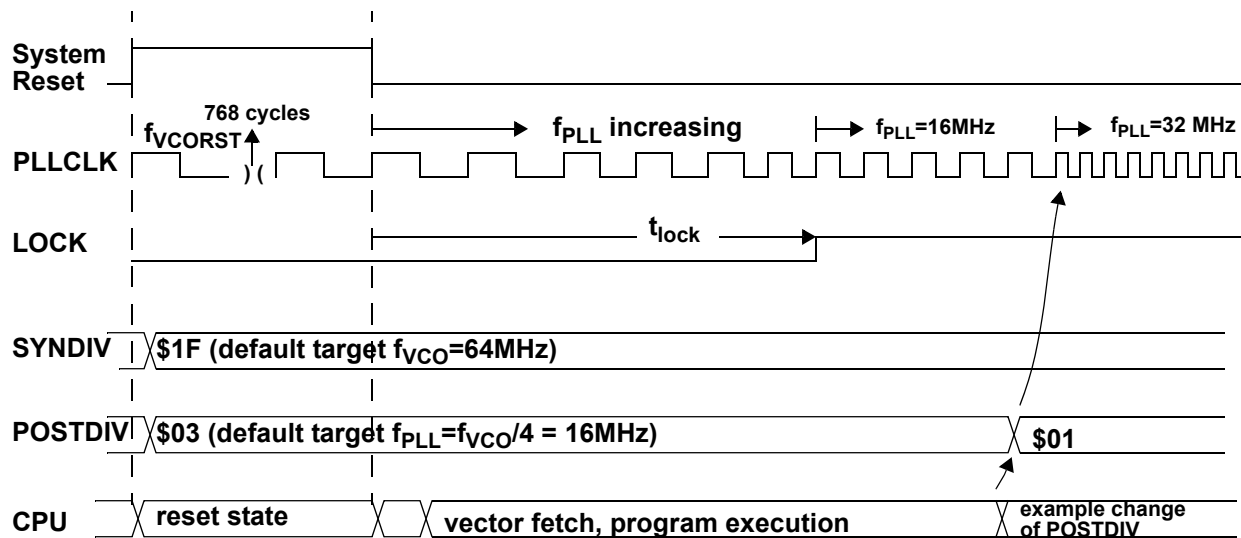 System
Reset
768 cycles
fVCORST
fPLL increasing
fPLL=16MHz
fPLL=32 MHz
PLLCLK
) (
LOCK
tlock
SYNDIV
$1F (default target fVCO=64MHz)
POSTDIV
$03 (default target fPLL=fVCO/4 = 16MHz)
$01
CPU
reset state
vector fetch, program execution
example change
of POSTDIV